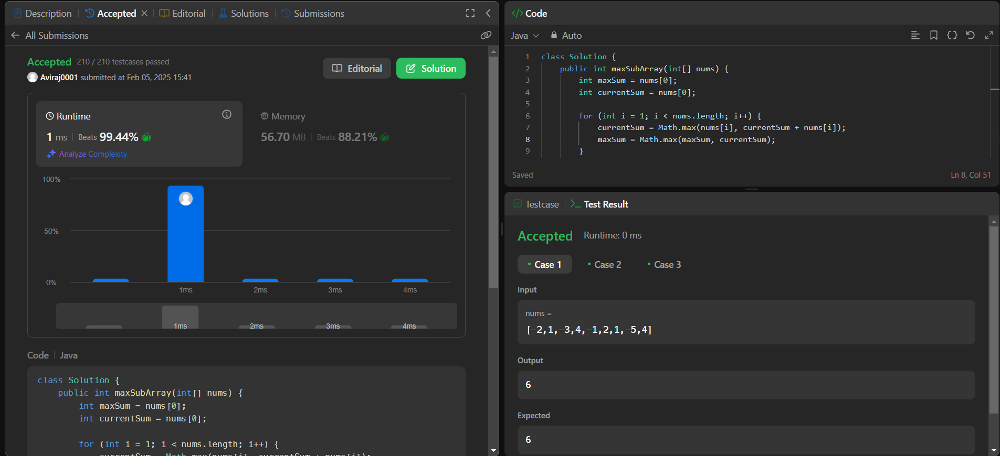 Description
Accepted
Editorial
Solutions
Submissions
All Submissions
Accepted 210 / 210 testcases passed
Aviraj0001 submitted at Feb 05, 2025 15:41
Editorial
Solution
Runtime
1 ms | Beats 99.44%
Analyze Complexity
Memory
56.70 MB | Beats 88.21%
100%
50%
0%
1ms
2ms
3ms
4ms
1ms
2ms
3ms
4ms
Code | Java
class Solution {
public int maxSubArray(int[] nums) {
int maxSum = nums[0];
int currentSum = nums[0];
for (int i = 1; i < nums.length; i++) {
currentSum = Math.max(nums[i], currentSum + nums[i]);
</> Code
Java
Auto
1 class Solution {
2 public int maxSubArray(int[] nums) {
3 int maxSum = nums[0];
4 int currentSum = nums[0];
5
6 for (int i = 1; i < nums.length; i++) {
7 currentSum = Math.max(nums[i], currentSum + nums[i]);
8 maxSum = Math.max(maxSum, currentSum);
9 }
Saved
Ln 8, Col 51
Testcase
>_ Test Result
Accepted Runtime: 0 ms
• Case 1
• Case 2
• Case 3
Input
nums =
[-2,1,-3,4,-1,2,1,-5,4]
Output
6
Expected
6